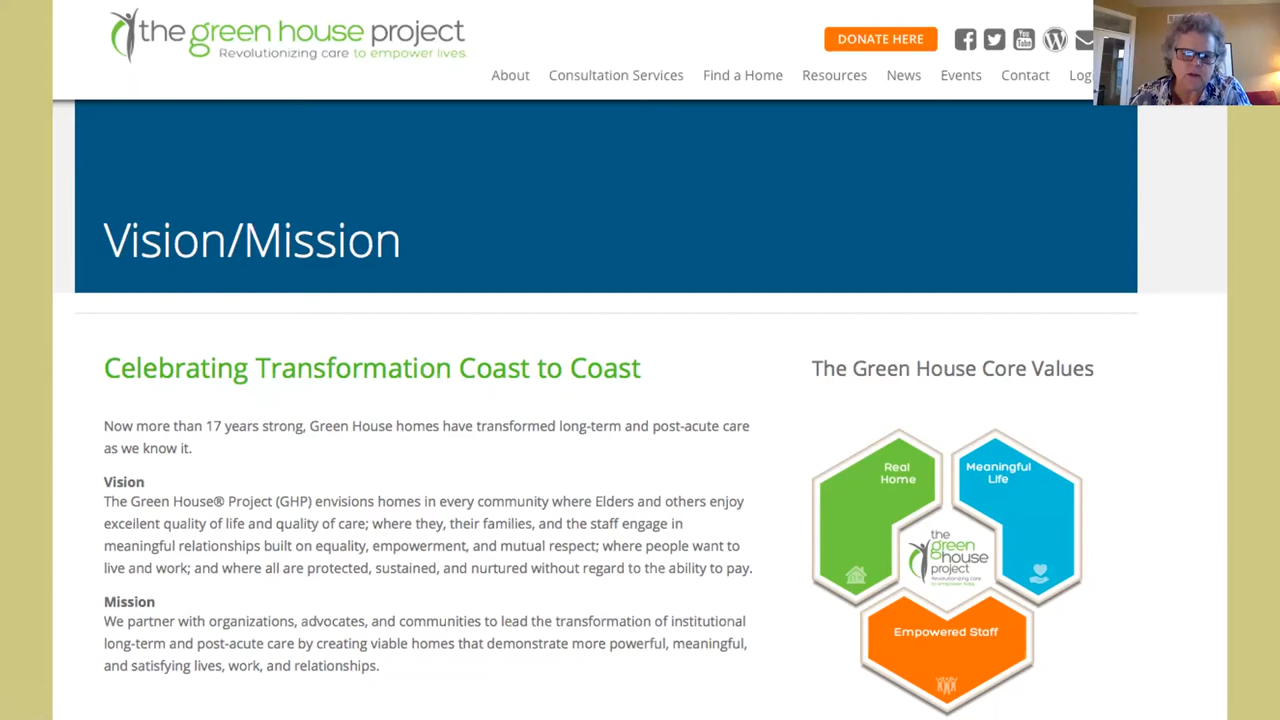 the green house project
Revolutionizing care to empower lives.
DONATE HERE
About Consultation Services Find a Home Resources News Events Contact
Vision/Mission
Celebrating Transformation Coast to Coast
Now more than 17 years strong, Green House homes have transformed long-term and post-acute care
as we know it.
Vision
The Green House® Project (GHP) envisions homes in every community where Elders and others enjoy
excellent quality of life and quality of care; where they, their families, and the staff engage in
meaningful relationships built on equality, empowerment, and mutual respect; where people want to
live and work; and where all are protected, sustained, and nurtured without regard to the ability to pay.
Mission
We partner with organizations, advocates, and communities to lead the transformation of institutional
long-term and post-acute care by creating viable homes that demonstrate more powerful, meaningful,
and satisfying lives, work, and relationships.
The Green House Core Values
Real
Home
Meaningful
Life
the
green
house
project
Revolutionizing care
to empower lives.
Empowered Staff